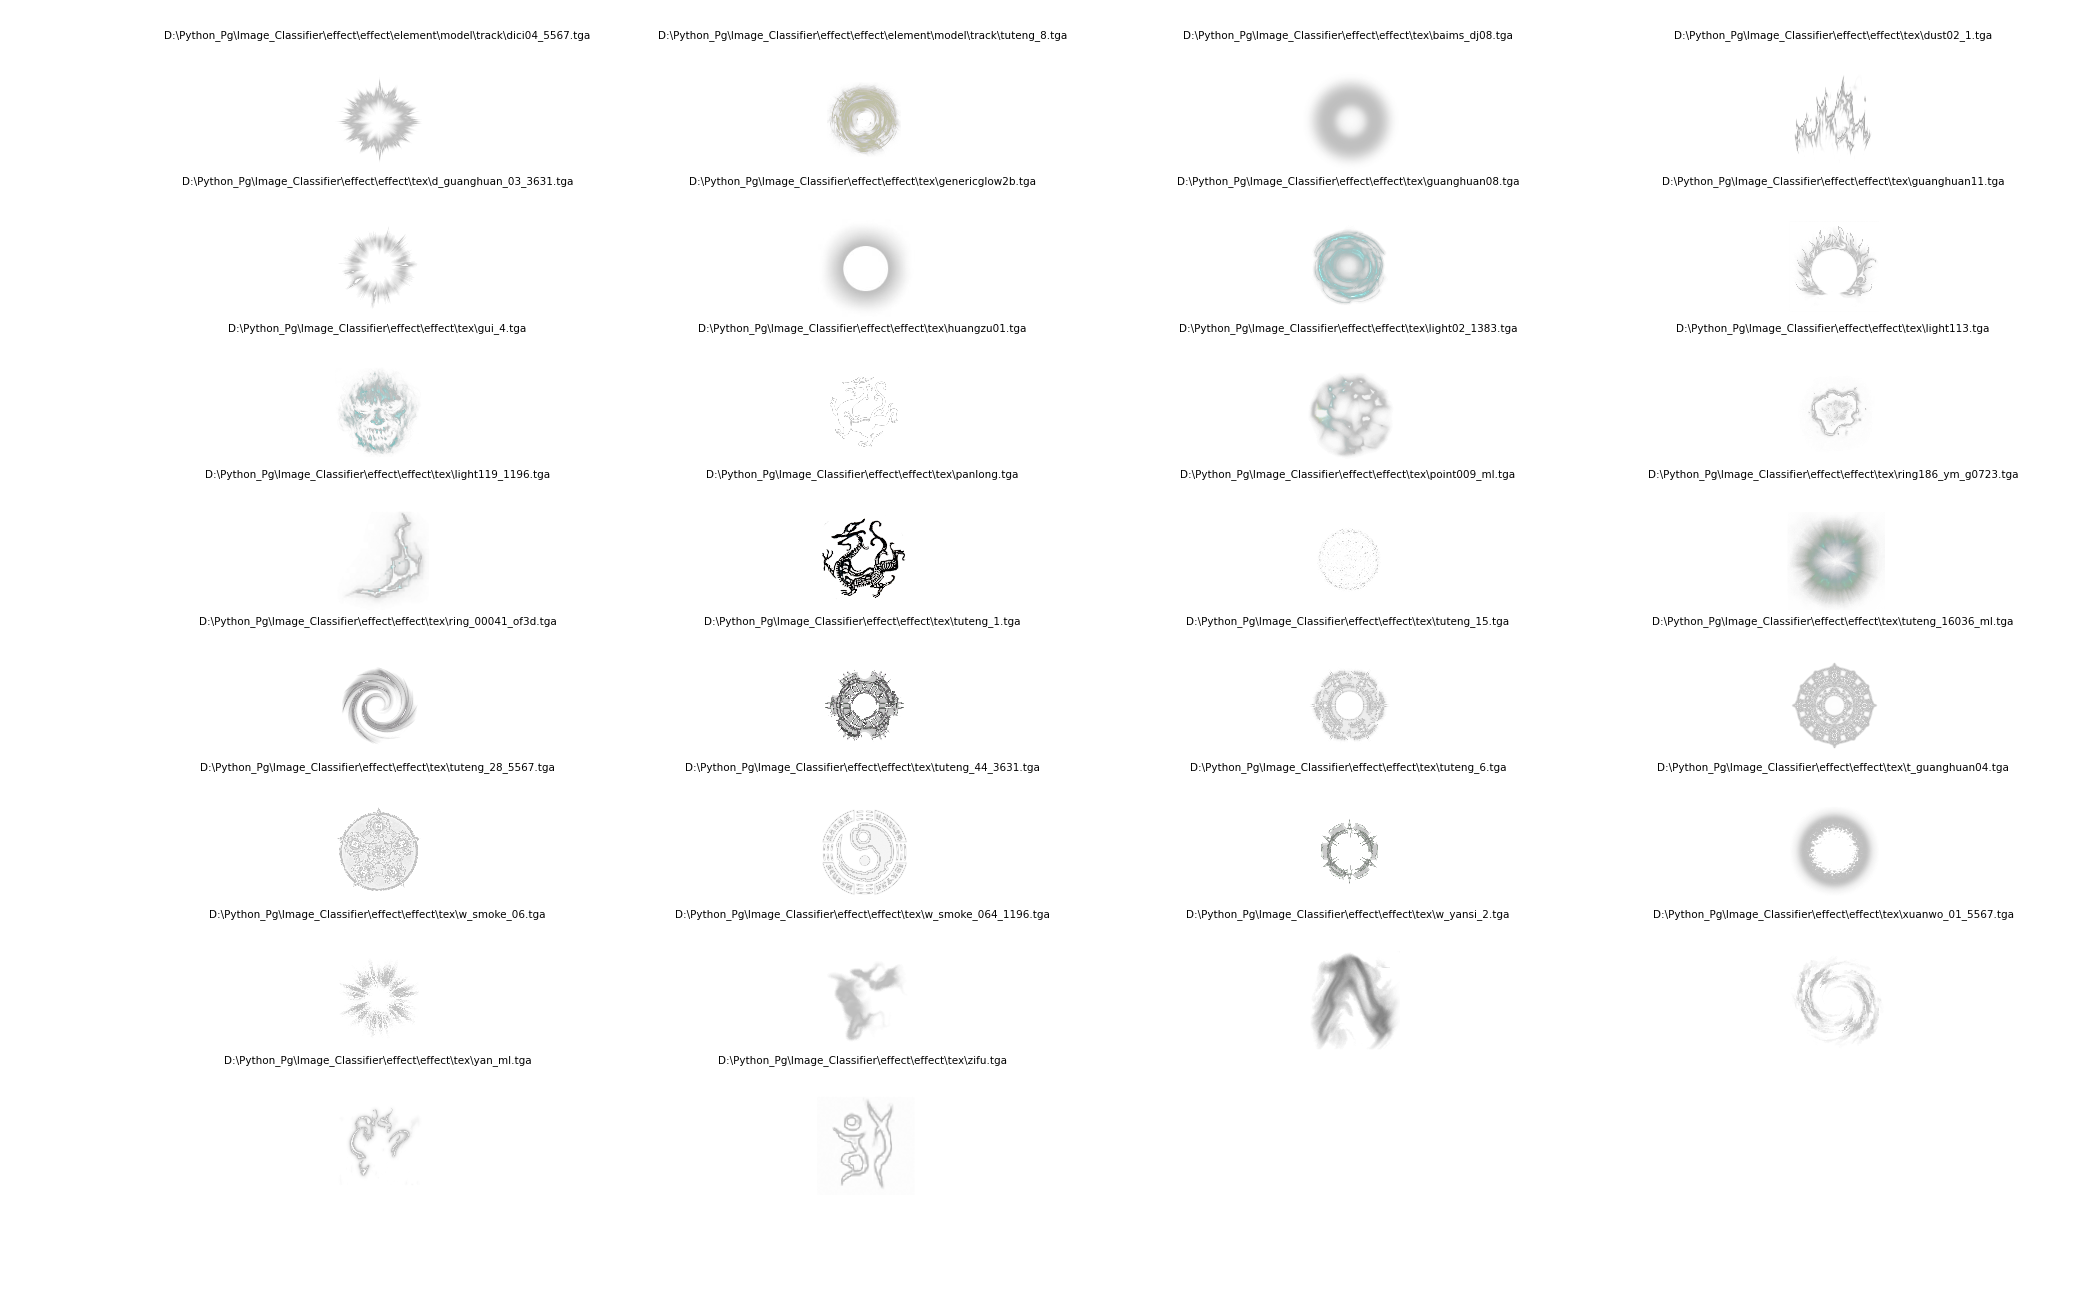 D:\Python_Pg\Image_Classifier\effect\effect\element\model\track\dici04_5567.tga
D:\Python_Pg\Image_Classifier\effect\effect\element\model\track\tuteng_8.tga
D:\Python_Pg\Image_Classifier\effect\effect\tex\baims_dj08.tga
D:\Python_Pg\Image_Classifier\effect\effect\tex\dust02_1.tga
D:\Python_Pg\Image_Classifier\effect\effect\tex\d_guanghuan_03_3631.tga
D:\Python_Pg\Image_Classifier\effect\effect\tex\genericglow2b.tga
D:\Python_Pg\Image_Classifier\effect\effect\tex\guanghuan08.tga
D:\Python_Pg\Image_Classifier\effect\effect\tex\guanghuan11.tga
D:\Python_Pg\Image_Classifier\effect\effect\tex\gui_4.tga
D:\Python_Pg\Image_Classifier\effect\effect\tex\huangzu01.tga
D:\Python_Pg\Image_Classifier\effect\effect\tex\light02_1383.tga
D:\Python_Pg\Image_Classifier\effect\effect\tex\light113.tga
D:\Python_Pg\Image_Classifier\effect\effect\tex\light119_1196.tga
D:\Python_Pg\Image_Classifier\effect\effect\tex\panlong.tga
D:\Python_Pg\Image_Classifier\effect\effect\tex\point009_ml.tga
D:\Python_Pg\Image_Classifier\effect\effect\tex\ring186_ym_g0723.tga
D:\Python_Pg\Image_Classifier\effect\effect\tex\ring_00041_of3d.tga
D:\Python_Pg\Image_Classifier\effect\effect\tex\tuteng_1.tga
D:\Python_Pg\Image_Classifier\effect\effect\tex\tuteng_15.tga
D:\Python_Pg\Image_Classifier\effect\effect\tex\tuteng_16036_ml.tga
D:\Python_Pg\Image_Classifier\effect\effect\tex\tuteng_28_5567.tga
D:\Python_Pg\Image_Classifier\effect\effect\tex\tuteng_44_3631.tga
D:\Python_Pg\Image_Classifier\effect\effect\tex\tuteng_6.tga
D:\Python_Pg\Image_Classifier\effect\effect\tex\t_guanghuan04.tga
D:\Python_Pg\Image_Classifier\effect\effect\tex\w_smoke_06.tga
D:\Python_Pg\Image_Classifier\effect\effect\tex\w_smoke_064_1196.tga
D:\Python_Pg\Image_Classifier\effect\effect\tex\w_yansi_2.tga
D:\Python_Pg\Image_Classifier\effect\effect\tex\xuanwo_01_5567.tga
D:\Python_Pg\Image_Classifier\effect\effect\tex\yan_ml.tga
D:\Python_Pg\Image_Classifier\effect\effect\tex\zifu.tga